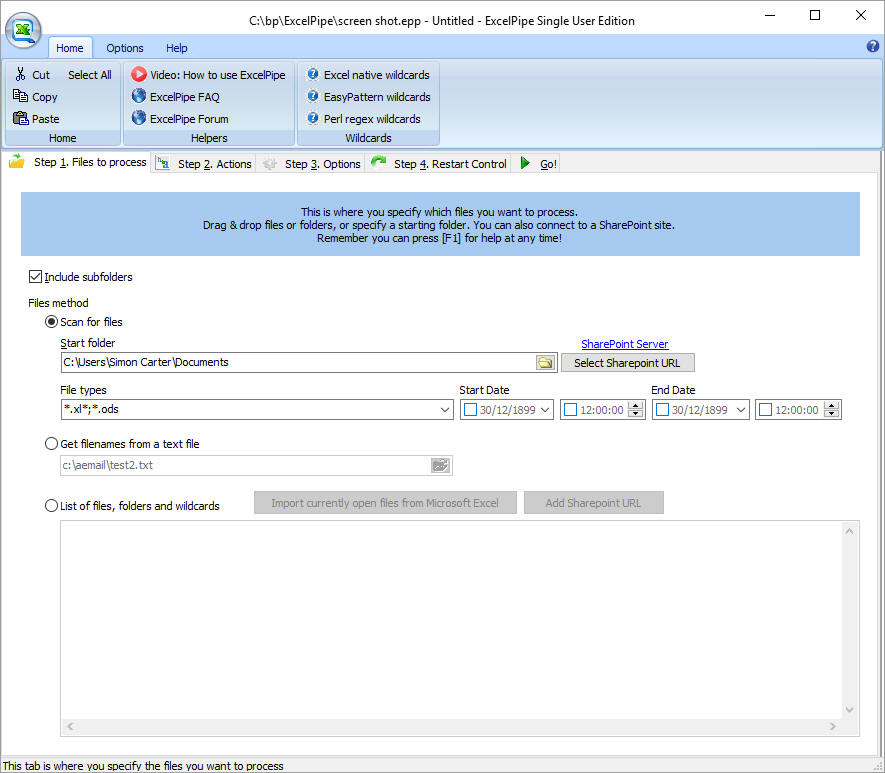 C:\bp\ExcelPipe\screen shot.epp - Untitled - ExcelPipe Single User Edition
Home Options Help
Cut Select All
Copy
Paste
Home
Video: How to use ExcelPipe
ExcelPipe FAQ
ExcelPipe Forum
Helpers
Excel native wildcards
EasyPattern wildcards
Perl regex wildcards
Wildcards
Step 1. Files to process Step 2. Actions Step 3. Options Step 4. Restart Control Go!
This is where you specify which files you want to process.
Drag & drop files or folders, or specify a starting folder. You can also connect to a SharePoint site.
Remember you can press [F1] for help at any time!
Include subfolders
Files method
Scan for files
Start folder SharePoint Server
C:\Users\Simon Carter\Documents Select Sharepoint URL
File types Start Date End Date
*.xl*;*.ods 30/12/1899 12:00:00 30/12/1899 12:00:00
Get filenames from a text file
c:\aemail\test2.txt
List of files, folders and wildcards Import currently open files from Microsoft Excel Add Sharepoint URL
This tab is where you specify the files you want to process